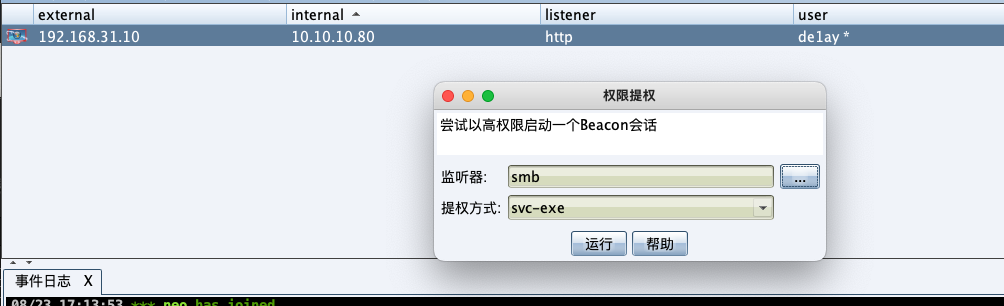 external internal listener user
192.168.31.10 10.10.10.80 http de1ay *
权限提权
尝试以高权限启动一个Beacon会话
监听器: smb ...
提权方式: svc-exe
运行 帮助
事件日志 X
08/23 17:13:53 *** neo has joined